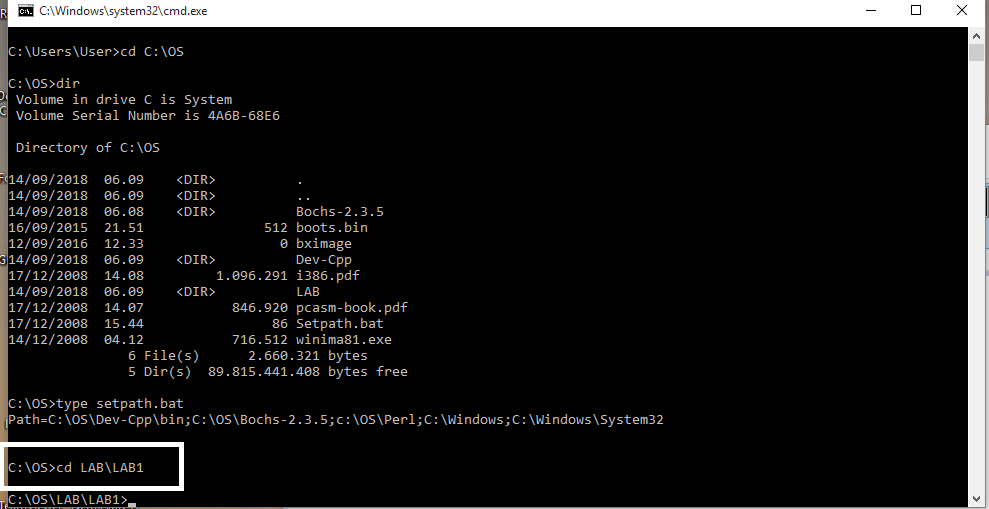 C:\Windows\system32\cmd.exe
C:\Users\User>cd C:\OS
C:\OS>dir
 Volume in drive C is System
 Volume Serial Number is 4A6B-68E6
 Directory of C:\OS
14/09/2018  06.09    <DIR>          .
14/09/2018  06.09    <DIR>          ..
14/09/2018  06.08    <DIR>          Bochs-2.3.5
16/09/2015  21.51               512 boots.bin
12/09/2016  12.33                 0 bximage
14/09/2018  06.09    <DIR>          Dev-Cpp
17/12/2008  14.08         1.096.291 i386.pdf
14/09/2018  06.09    <DIR>          LAB
17/12/2008  14.07           846.920 pcasm-book.pdf
17/12/2008  15.44                86 Setpath.bat
14/12/2008  04.12           716.512 winima81.exe
               6 File(s)      2.660.321 bytes
               5 Dir(s)  89.815.441.408 bytes free
C:\OS>type setpath.bat
Path=C:\OS\Dev-Cpp\bin;C:\OS\Bochs-2.3.5;c:\OS\Perl;C:\Windows;C:\Windows\System32
C:\OS>cd LAB\LAB1
C:\OS\LAB\LAB1>